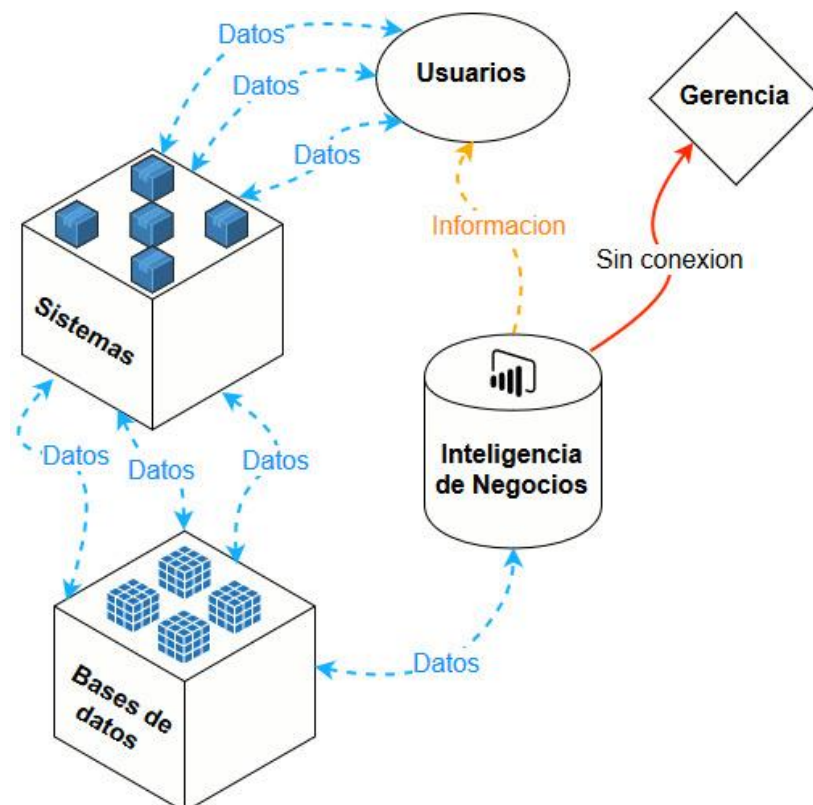 Datos
Datos
Datos
Usuarios
Gerencia
Informacion
Sin conexion
Sistemas
Datos
Datos
Datos
Inteligencia
de Negocios
Datos
Bases de
datos